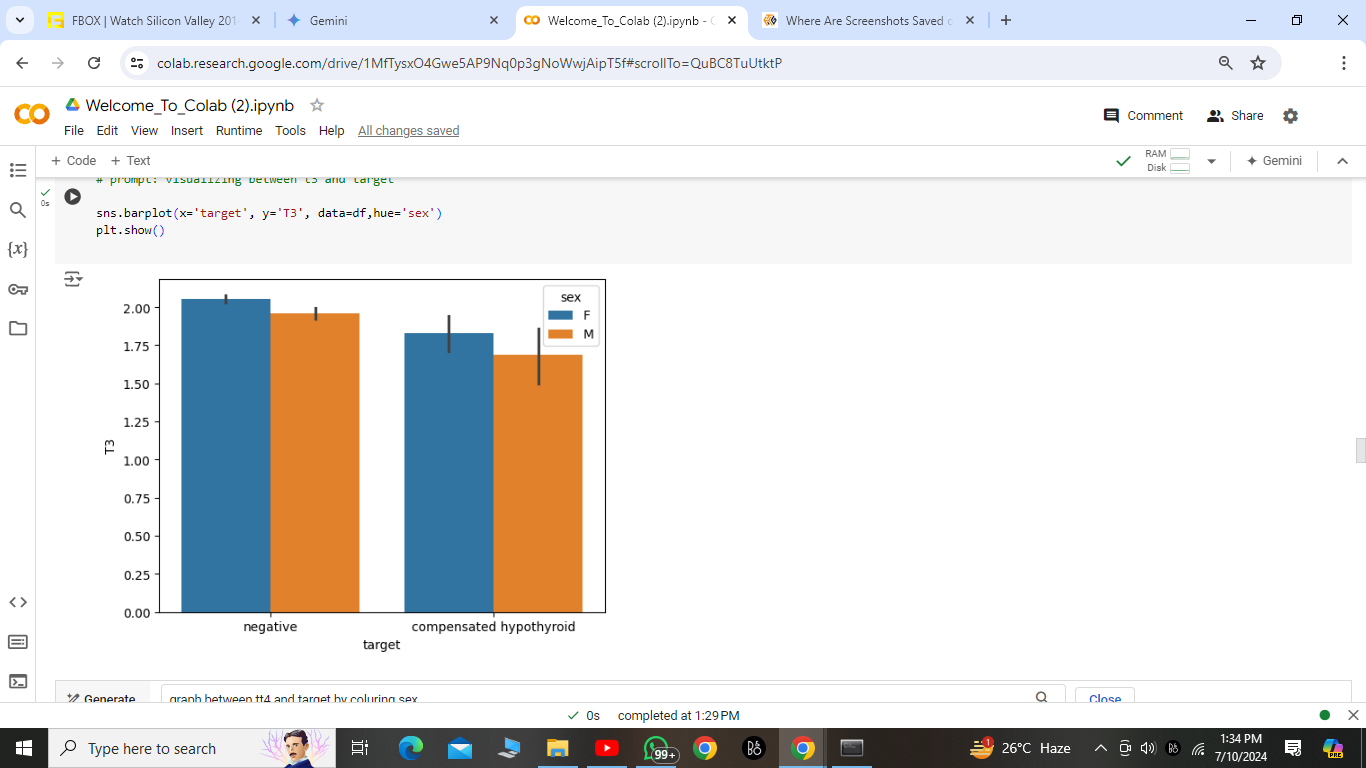 FBOX | Watch Silicon Valley 201
Gemini
Welcome_To_Colab (2).ipynb - C
Where Are Screenshots Saved o
colab.research.google.com/drive/1MfTysxO4Gwe5AP9Nq0p3gNoWwjAipT5f#scrollTo=QuBC8TuUtktP
Welcome_To_Colab (2).ipynb
Comment
Share
File Edit View Insert Runtime Tools Help All changes saved
+ Code + Text
RAM
Disk
Gemini
# prompt: visualizing between t3 and target
0s
sns.barplot(x='target', y='T3', data=df,hue='sex')
plt.show()
{x}
sex
F
M
2.00
1.75
1.50
1.25
1.00
0.75
0.50
0.25
0.00
T3
negative
compensated hypothyroid
target
Generate
graph between tt4 and target by coluring sex
Close
0s completed at 1:29 PM
Type here to search
99+
1
26°C Haze
1:34 PM
7/10/2024
PRE